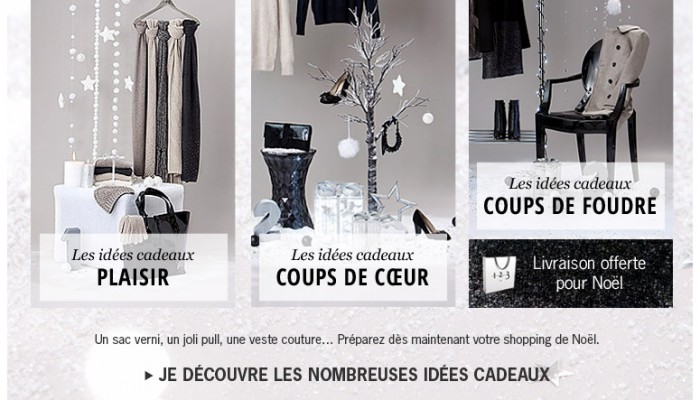 Les idées cadeaux
PLAISIR
Les idées cadeaux
COUPS DE CŒUR
Les idées cadeaux
COUPS DE FOUDRE
1·2·3
Livraison offerte
pour Noël
2
1
Un sac verni, un joli pull, une veste couture... Préparez dès maintenant votre shopping de Noël.
▸ JE DÉCOUVRE LES NOMBREUSES IDÉES CADEAUX